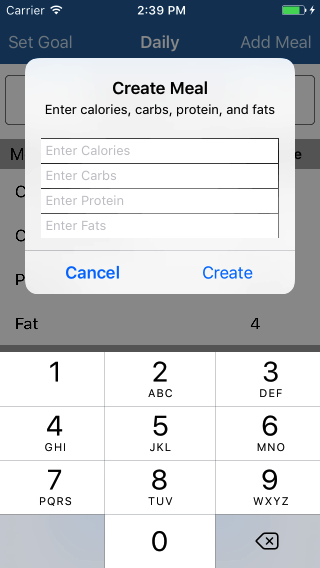 Carrier 2:39 PM
Set Goal Daily Add Meal
Create Meal
Enter calories, carbs, protein, and fats
M e
Enter Calories
Enter Carbs
C
Enter Protein
Enter Fats
C
P
Cancel Create
Fat 4
1 2 3
ABC DEF
4 5 6
GHI JKL MNO
7 8 9
PQRS TUV WXYZ
0